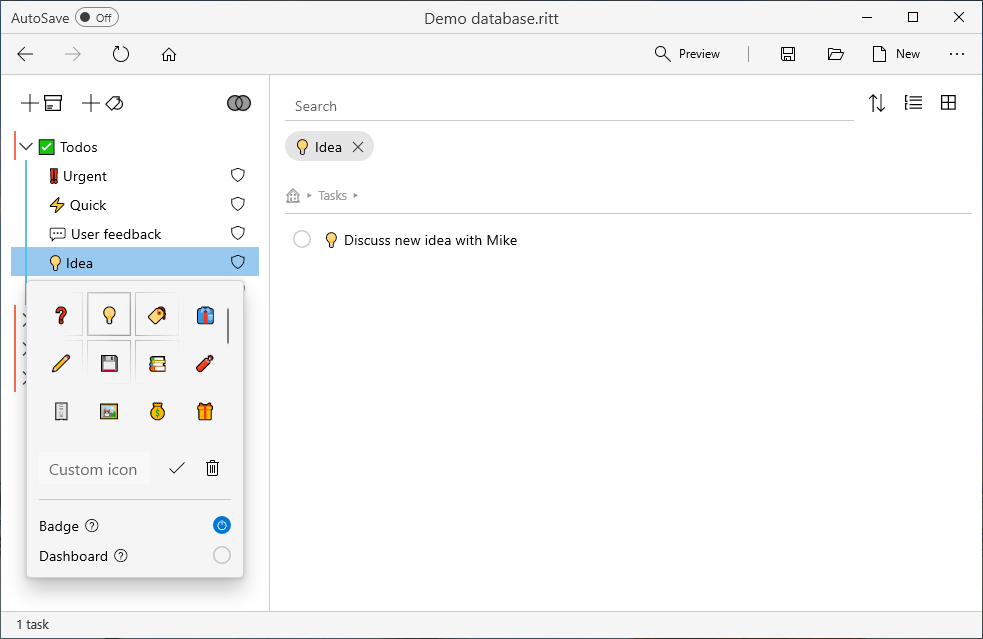 AutoSave Off Demo database.ritt
Preview New
Search
Todos
Idea
Urgent
Quick
Tasks
User feedback
Discuss new idea with Mike
Idea
Custom icon
Badge
Dashboard
1 task